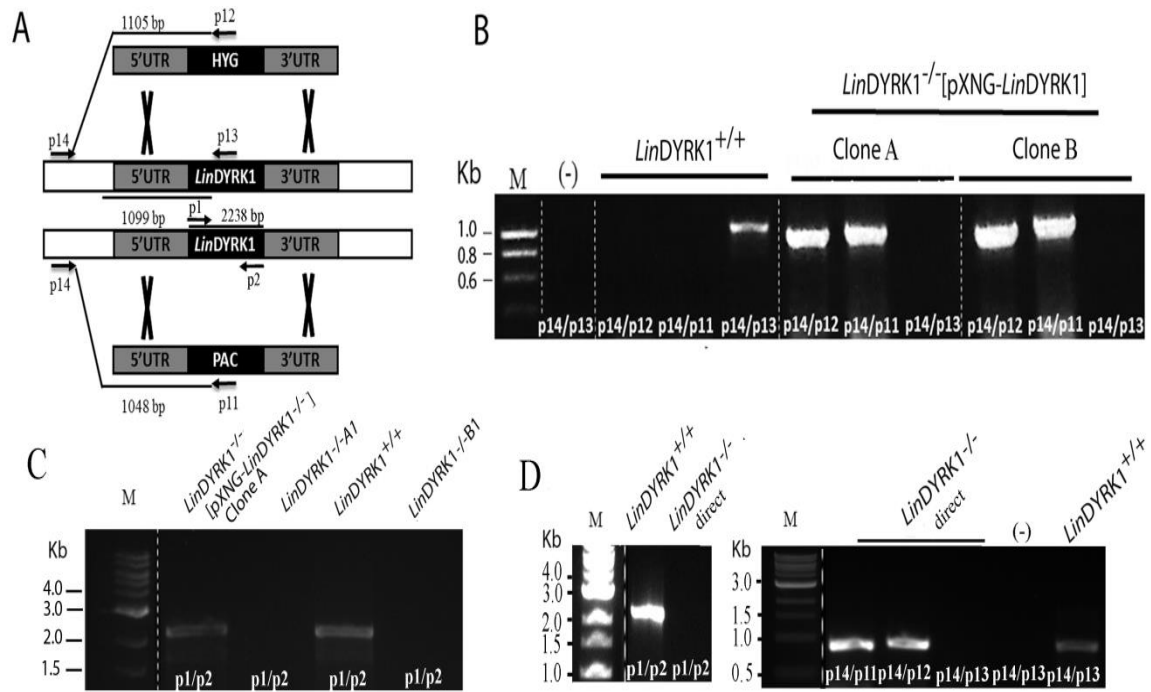 A
1105 bp
p12
5'UTR HYG 3'UTR
p14
p13
5'UTR LinDYRK1 3'UTR
p1
1099 bp 2238 bp
5'UTR LinDYRK1 3'UTR
p14
p2
5'UTR PAC 3'UTR
1048 bp
p11
B
LinDYRK1-/-[pXNG-LinDYRK1]
LinDYRK1+/+ Clone A Clone B
Kb M (-)
1.0
0.8
0.6
p14/p13 p14/p12 p14/p11 p14/p13 p14/p12 p14/p11 p14/p13 p14/p12 p14/p11 p14/p13
C
M
LinDYRK1-/-
[pXNG-LinDYRK1-/-]
Clone A
LinDYRK1-/-A1
LinDYRK1+/+
LinDYRK1-/-B1
Kb
4.0
3.0
2.0
1.5
p1/p2 p1/p2 p1/p2 p1/p2
D
M
LinDYRK1+/+
LinDYRK1-/-
direct
Kb
4.0
3.0
2.0
1.5
1.0
p1/p2 p1/p2
M
LinDYRK1-/-
direct
(-)
LinDYRK1+/+
Kb
3.0
1.5
1.0
0.5
p14/p11 p14/p12 p14/p13 p14/p13 p14/p13